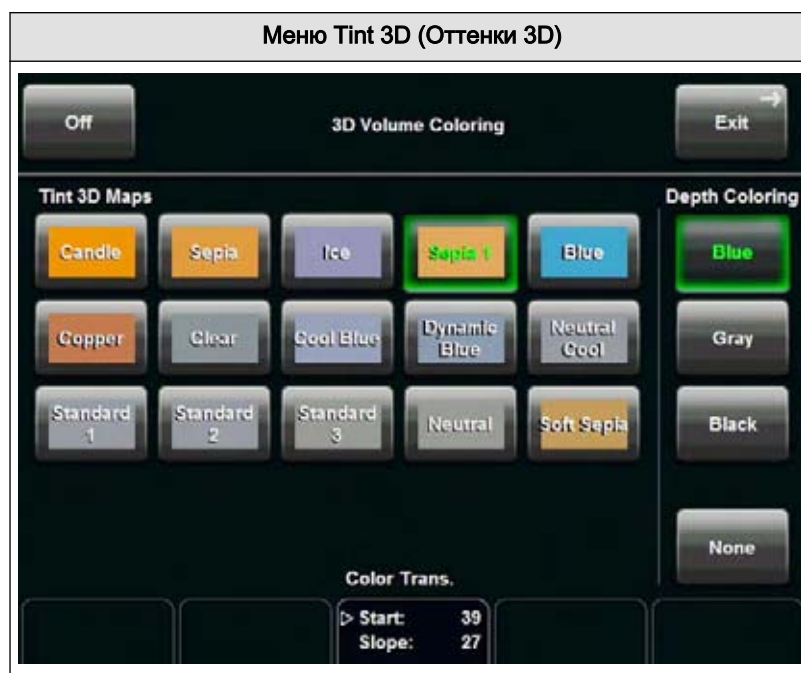 Меню Tint 3D (Оттенки 3D)
Off
3D Volume Coloring
Exit
Tint 3D Maps
Depth Coloring
Candle
Sepia
Ice
Sepia 1
Blue
Blue
Copper
Clear
Cool Blue
Dynamic
Blue
Neutral
Cool
Gray
Standard
1
Standard
2
Standard
3
Neutral
Soft Sepia
Black
None
Color Trans.
Start: 39
Slope: 27